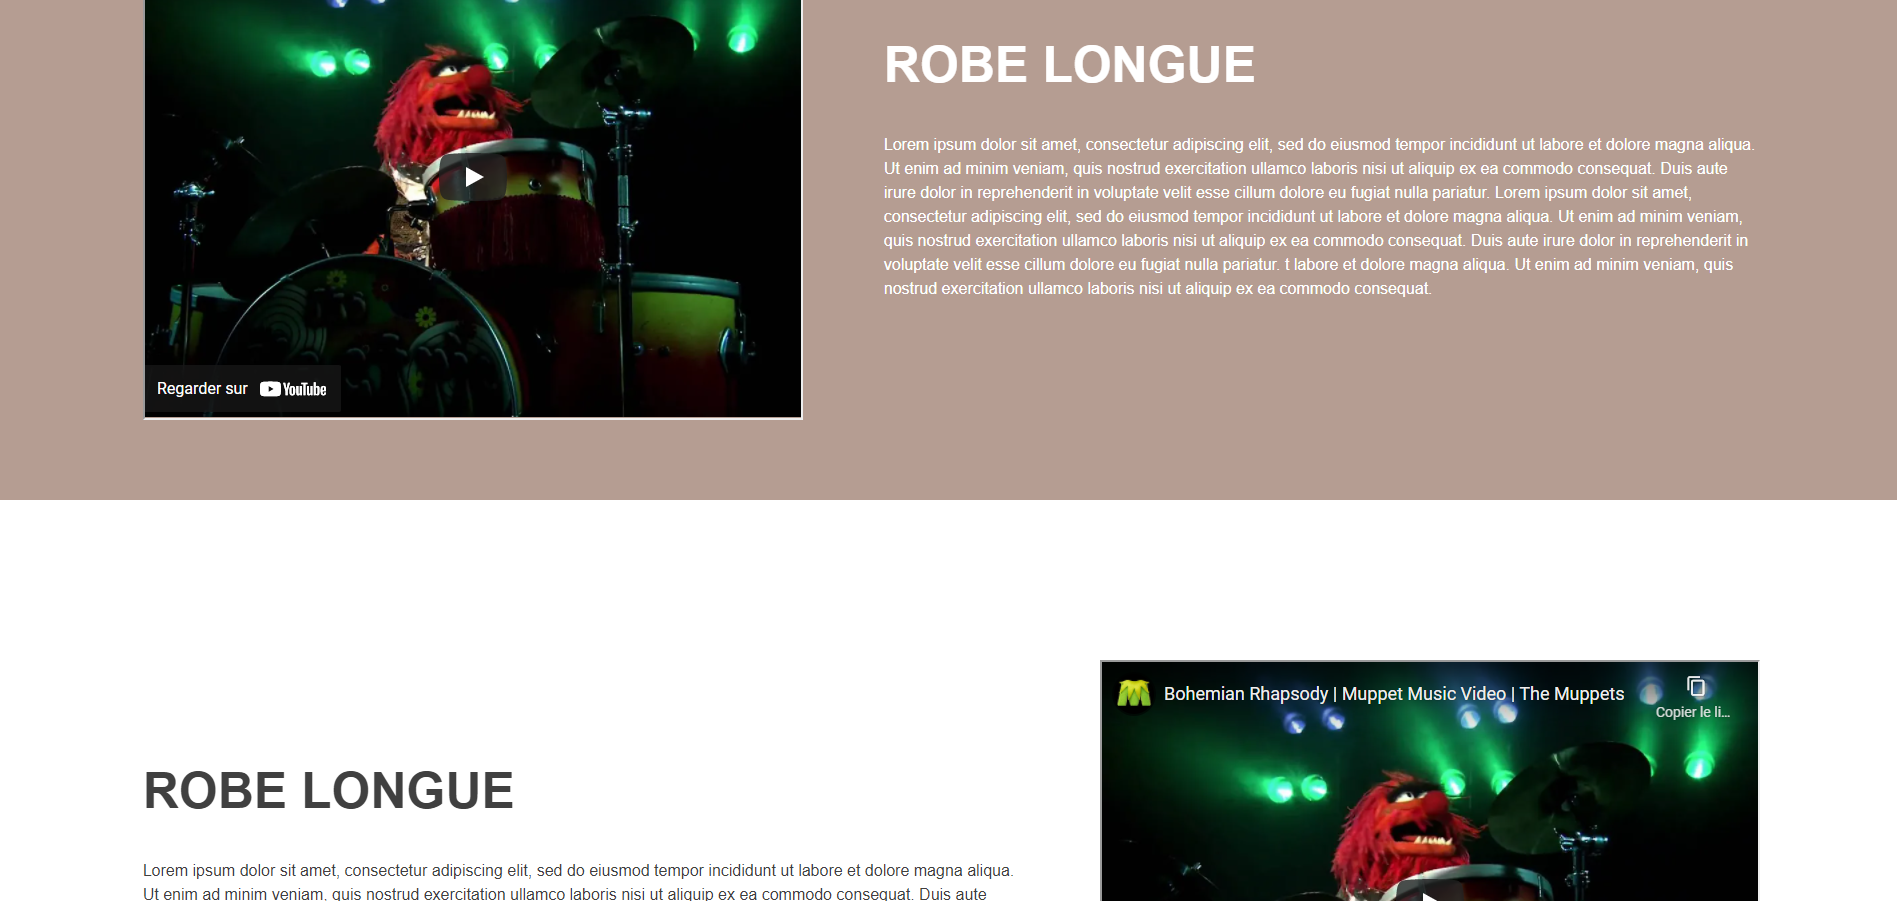 ROBE LONGUE
Lorem ipsum dolor sit amet, consectetur adipiscing elit, sed do eiusmod tempor incididunt ut labore et dolore magna aliqua.
Ut enim ad minim veniam, quis nostrud exercitation ullamco laboris nisi ut aliquip ex ea commodo consequat. Duis aute
irure dolor in reprehenderit in voluptate velit esse cillum dolore eu fugiat nulla pariatur. Lorem ipsum dolor sit amet,
consectetur adipiscing elit, sed do eiusmod tempor incididunt ut labore et dolore magna aliqua. Ut enim ad minim veniam,
quis nostrud exercitation ullamco laboris nisi ut aliquip ex ea commodo consequat. Duis aute irure dolor in reprehenderit in
voluptate velit esse cillum dolore eu fugiat nulla pariatur. t labore et dolore magna aliqua. Ut enim ad minim veniam, quis
nostrud exercitation ullamco laboris nisi ut aliquip ex ea commodo consequat.
Regarder sur YouTube
Bohemian Rhapsody | Muppet Music Video | The Muppets
Copier le li...
ROBE LONGUE
Lorem ipsum dolor sit amet, consectetur adipiscing elit, sed do eiusmod tempor incididunt ut labore et dolore magna aliqua.
Ut enim ad minim veniam, quis nostrud exercitation ullamco laboris nisi ut aliquip ex ea commodo consequat. Duis aute